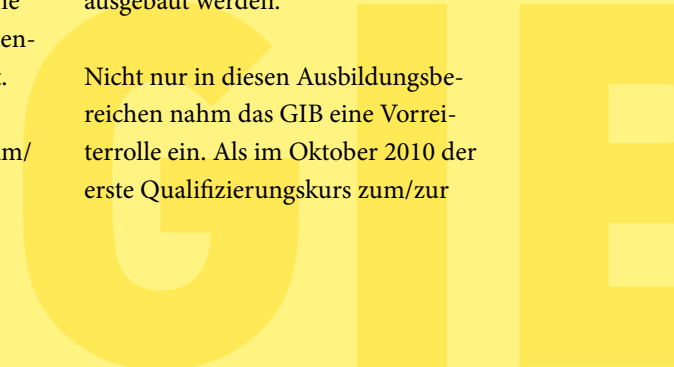 en-
ausgebaut werden.
Nicht nur in diesen Ausbildungsbe-
reichen nahm das GIB eine Vorrei-
terrolle ein. Als im Oktober 2010 der
erste Qualifizierungskurs zum/zur
GIB